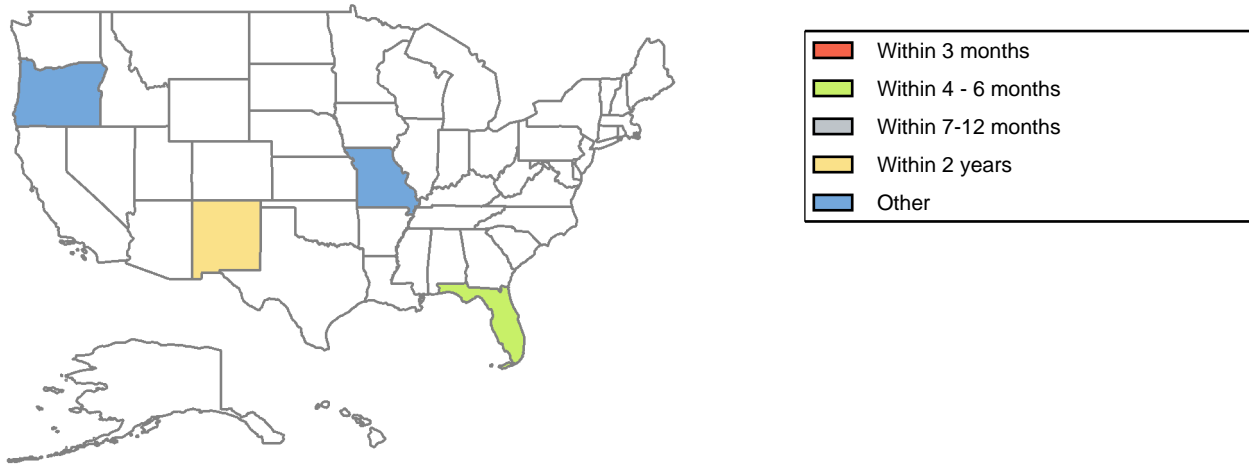 Within 3 months
Within 4 - 6 months
Within 7-12 months
Within 2 years
Other